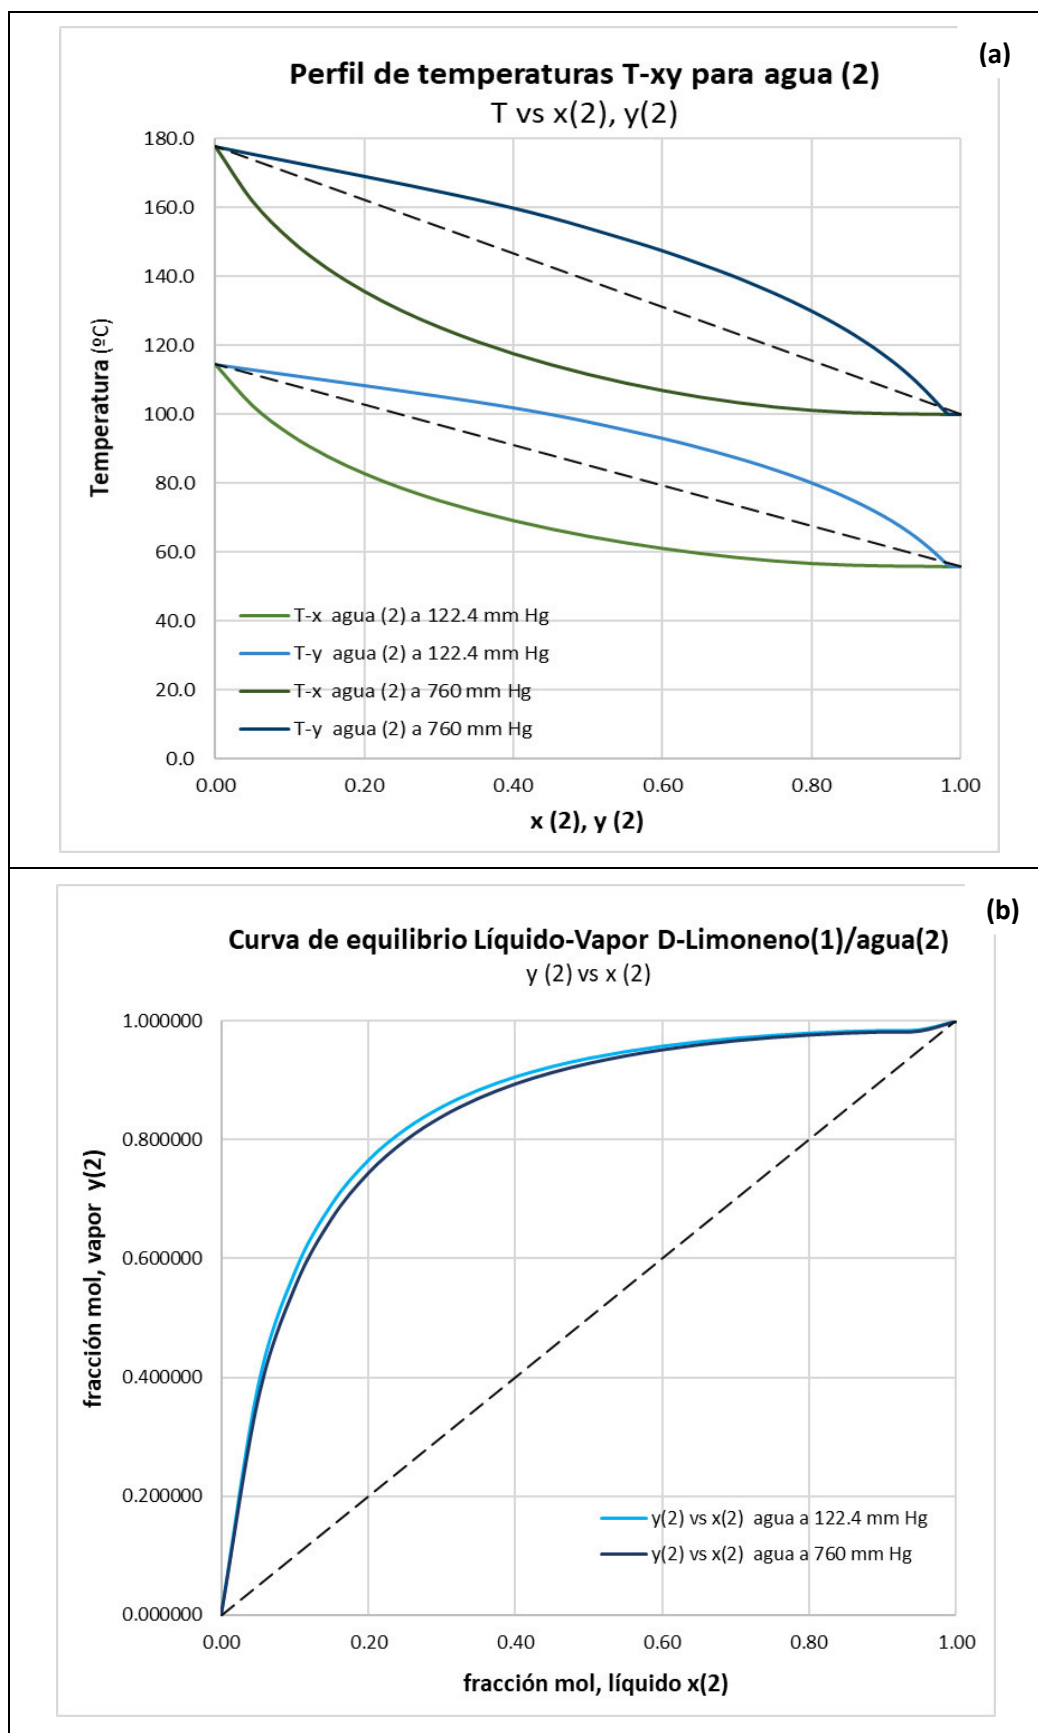 (a)
Perfil de temperaturas T-xy para agua (2)
T vs x(2), y(2)
180.0
160.0
140.0
120.0
100.0
80.0
60.0
40.0
20.0
0.0
Temperatura (ºC)
T-x agua (2) a 122.4 mm Hg
T-y agua (2) a 122.4 mm Hg
T-x agua (2) a 760 mm Hg
T-y agua (2) a 760 mm Hg
0.00 0.20 0.40 0.60 0.80 1.00
x (2), y (2)
(b)
Curva de equilibrio Líquido-Vapor D-Limoneno(1)/agua(2)
y (2) vs x (2)
1.000000
0.800000
0.600000
0.400000
0.200000
0.000000
fracción mol, vapor y(2)
y(2) vs x(2) agua a 122.4 mm Hg
y(2) vs x(2) agua a 760 mm Hg
0.00 0.20 0.40 0.60 0.80 1.00
fracción mol, líquido x(2)